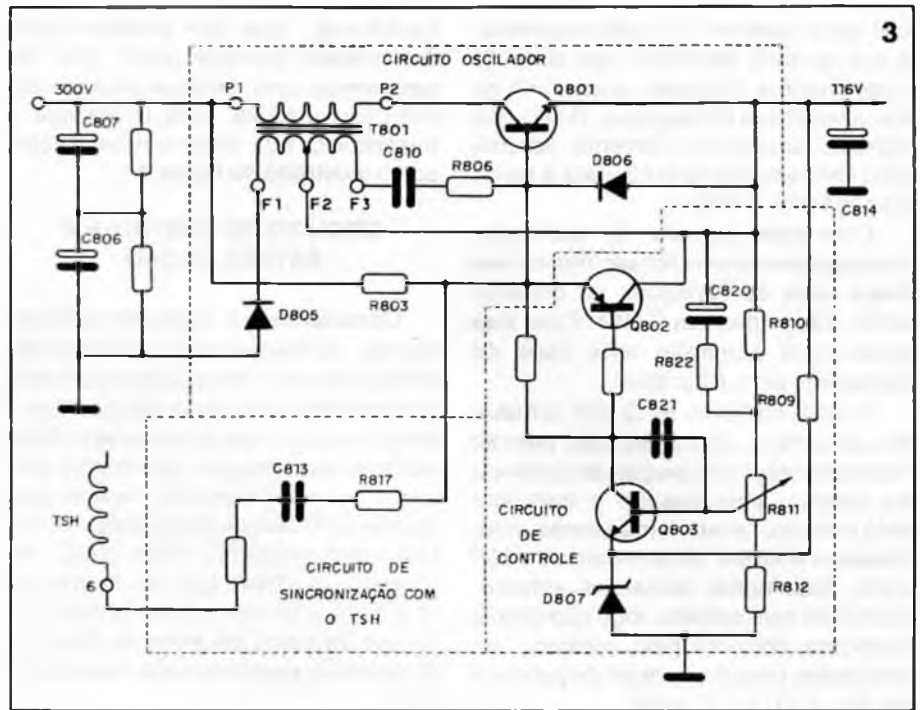 3
CIRCUITO OSCILADOR
300V
P1
P2
Q801
116V
C807
T801
C810
R806
D806
F1
F2
F3
C814
C806
R803
Q802
C820
R810
D805
R822
R809
C821
C813
R817
R811
TSH
CIRCUITO
DE
CONTROLE
Q803
6
CIRCUITO DE
SINCRONIZAÇÃO COM
O TSH
D807
R812